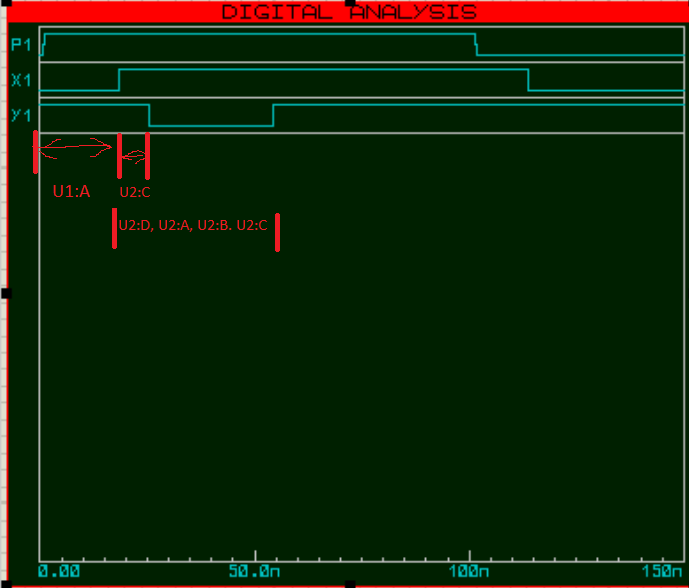 DIGITAL ANALYSIS
P1
X1
Y1
U1:A
U2:C
U2:D, U2:A, U2:B. U2:C
0.00 50.0n 100n 150n